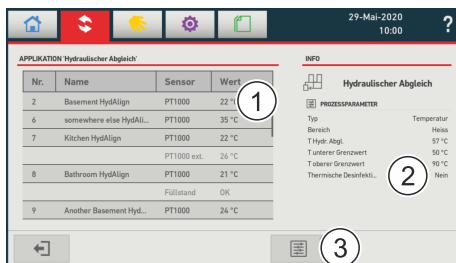 29-Mai-2020
10:00
?
APPLIKATION 'Hydraulischer Abgleich'
Nr. Name Sensor Wert
2 Basement HydAlign PT1000 22 °C
6 somewhere else HydAli... PT1000 35 °C
7 Kitchen HydAlign PT1000 22 °C
PT1000 ext. 26 °C
8 Bathroom HydAlign PT1000 21 °C
Füllstand OK
9 Another Basement Hyd... PT1000 24 °C
1
INFO
Hydraulischer Abgleich
PROZESSPARAMETER
Typ Temperatur
Bereich Heiss
T Hydr. Abgl. 57 °C
T unterer Grenzwert 50 °C
T oberer Grenzwert 90 °C
Thermische Desinfekti... Nein
2
3